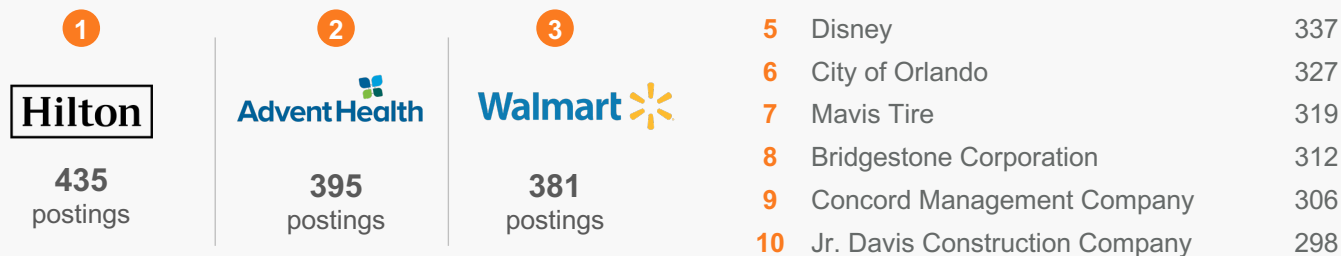 1
Hilton
435
postings
2
AdventHealth
395
postings
3
Walmart
381
postings
5 Disney 337
6 City of Orlando 327
7 Mavis Tire 319
8 Bridgestone Corporation 312
9 Concord Management Company 306
10 Jr. Davis Construction Company 298